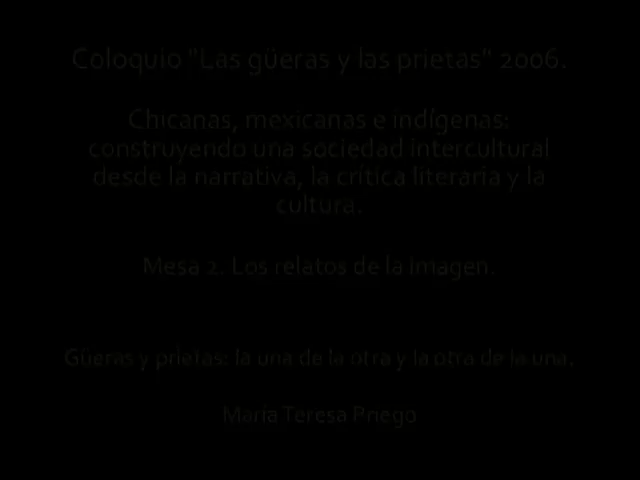 Coloquio "Las güeras y las prietas" 2006.
Chicanas, mexicanas e indígenas:
construyendo una sociedad intercultural
desde la narrativa, la crítica literaria y la
cultura.
Mesa 2. Los relatos de la imagen.
Güeras y prietas: la una de la otra y la otra de la una.
María Teresa Priego